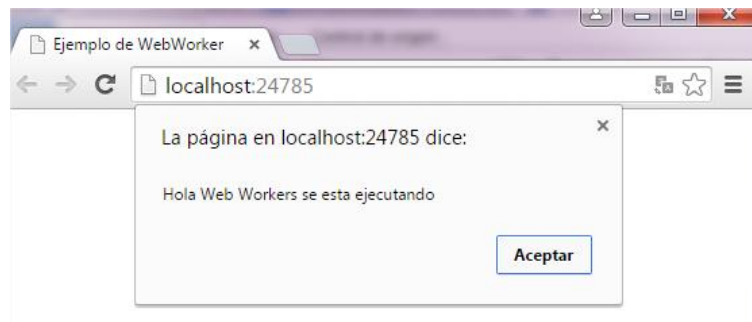 Ejemplo de WebWorker
localhost:24785
La página en localhost:24785 dice:
Hola Web Workers se esta ejecutando
Aceptar